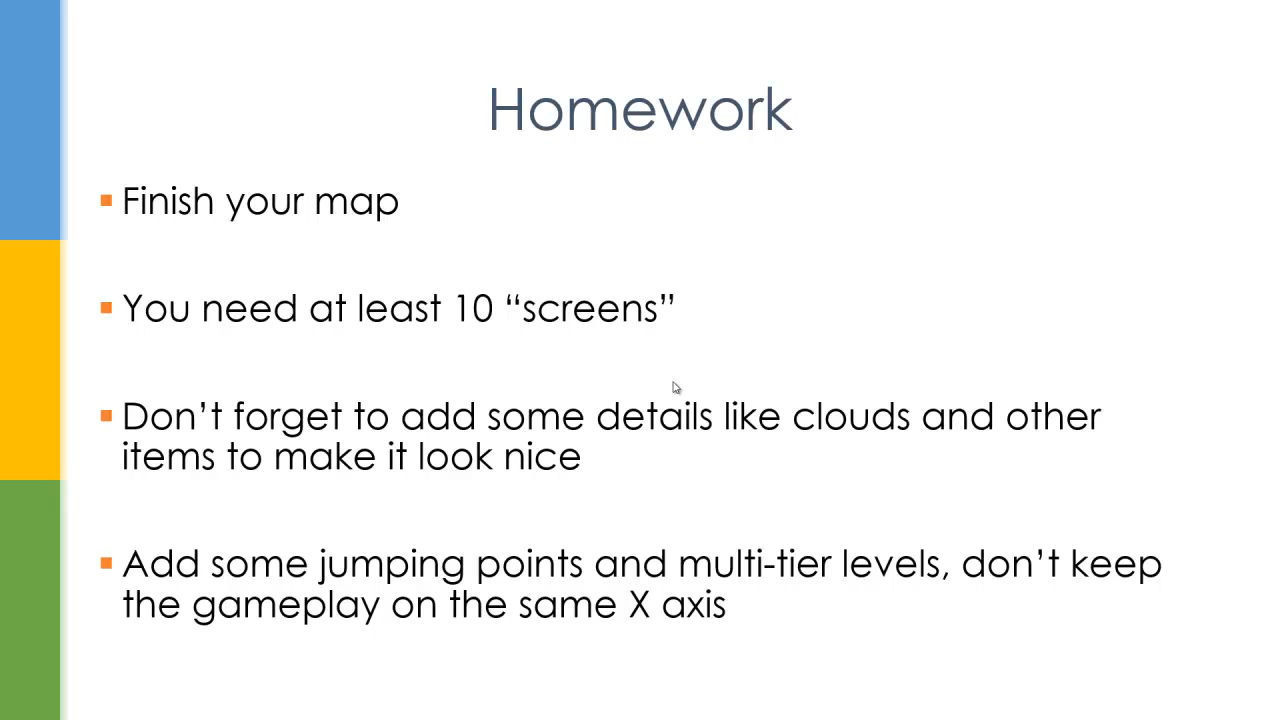 Homework
▪ Finish your map
▪ You need at least 10 “screens”
▪ Don’t forget to add some details like clouds and other
items to make it look nice
▪ Add some jumping points and multi-tier levels, don’t keep
the gameplay on the same X axis